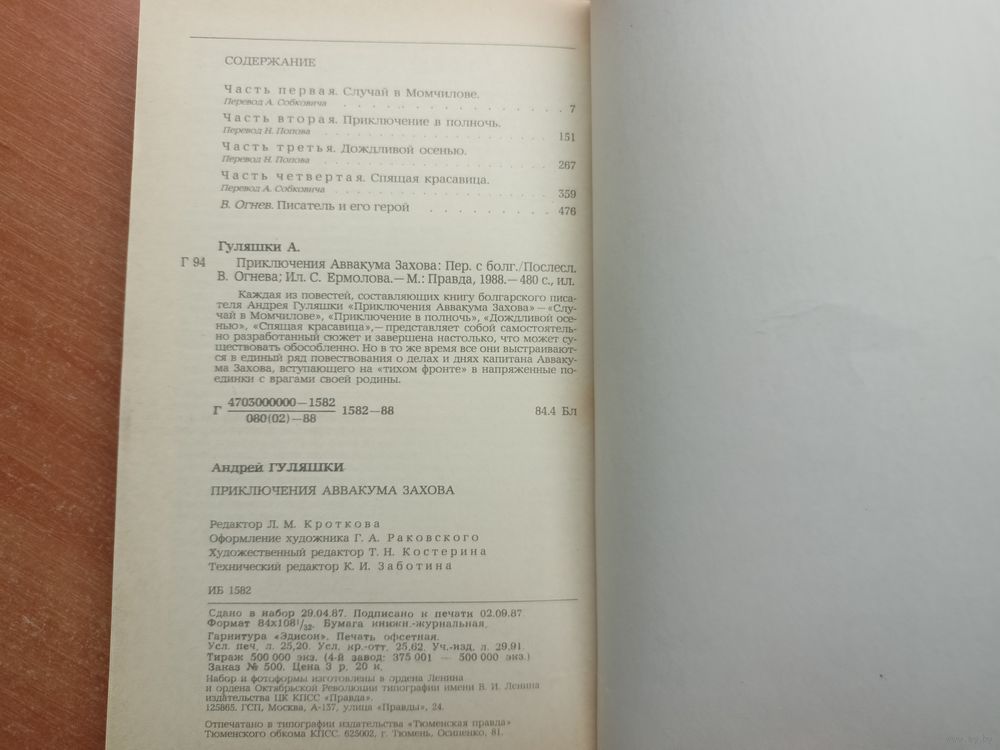 СОДЕРЖАНИЕ
Часть первая. Случай в Момчилове.
Перевод А. Собковича . . . . . . . . . . . . . . 7
Часть вторая. Приключение в полночь.
Перевод Н. Попова . . . . . . . . . . . . . . 151
Часть третья. Дождливой осенью.
Перевод Н. Попова . . . . . . . . . . . . . . 267
Часть четвертая. Спящая красавица.
Перевод А. Собковича . . . . . . . . . . . . . . 359
В. Огнев. Писатель и его герой . . . . . . . . 476
Гуляшки А.
Г 94 Приключения Аввакума Захова: Пер. с болг./Послесл.
В. Огнева; Ил. С. Ермолова.—М.: Правда, 1988.—480 с., ил.
Каждая из повестей, составляющих книгу болгарского писа-
теля Андрея Гуляшки «Приключения Аввакума Захова»—«Слу-
чай в Момчилове», «Приключение в полночь», «Дождливой осе-
нью», «Спящая красавица»,—представляет собой самостоятель-
но разработанный сюжет и завершена настолько, что может су-
ществовать обособленно. Но в то же время все они выстраивают-
ся в единый ряд повествования о делах и днях капитана Авваку-
ма Захова, вступающего на «тихом фронте» в напряженные по-
единки с врагами своей родины.
Г 4703000000—1582 / 080(02)—88 1582—88 84.4 Бл
Андрей ГУЛЯШКИ
ПРИКЛЮЧЕНИЯ АВВАКУМА ЗАХОВА
Редактор Л. М. Кроткова
Оформление художника Г. А. Раковского
Художественный редактор Т. Н. Костерина
Технический редактор К. И. Заботина
ИБ 1582
Сдано в набор 29.04.87. Подписано к печати 02.09.87.
Формат 84х108¹/₃₂. Бумага книжн.-журнальная.
Гарнитура «Эдисон». Печать офсетная.
Усл. печ. л. 25,20. Усл. кр.-отт. 25,62. Уч.-изд. л. 29,91.
Тираж 500 000 экз. (4-й завод: 375 001 — 500 000 экз.)
Заказ № 500. Цена 3 р. 20 к.
Набор и фотоформы изготовлены в ордена Ленина
и ордена Октябрьской Революции типографии имени В. И. Ленина
издательства ЦК КПСС «Правда».
125865. ГСП, Москва, А-137, улица «Правды», 24.
Отпечатано в типографии издательства «Тюменская правда»
Тюменского обкома КПСС. 625002, г. Тюмень, Осипенко, 81.